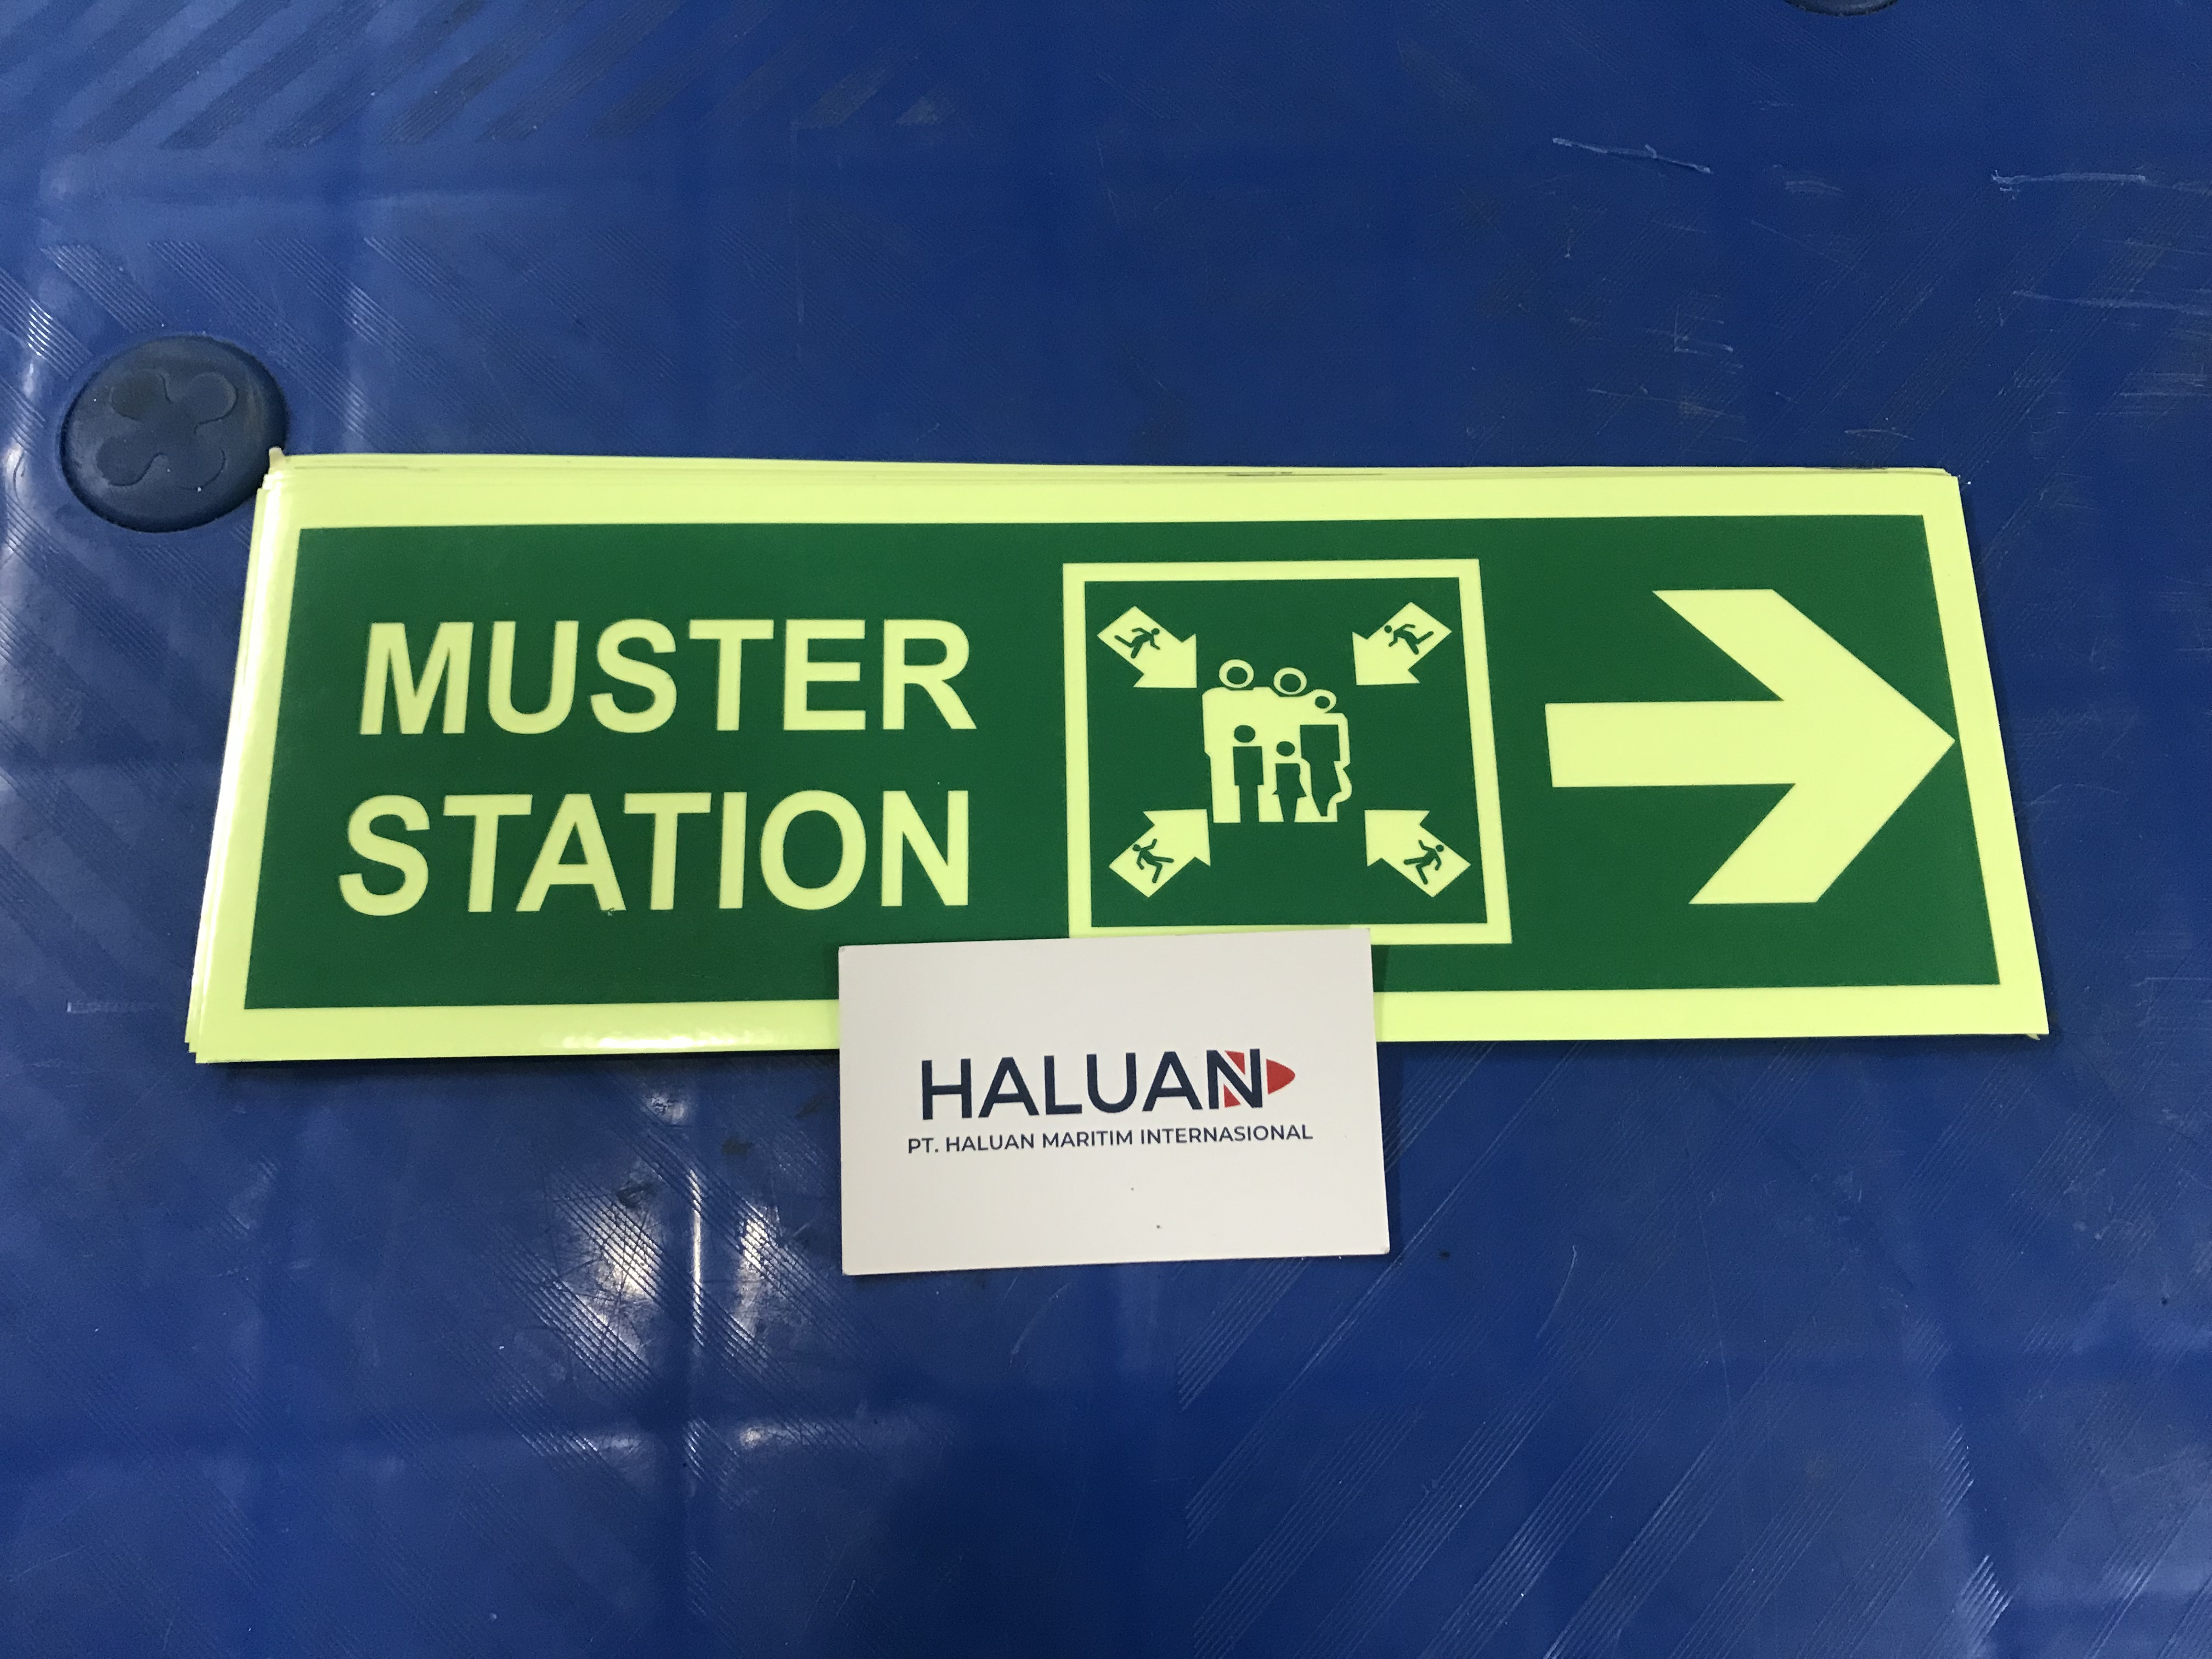 MUSTER
STATION
HALUAN
PT. HALUAN MARITIM INTERNASIONAL